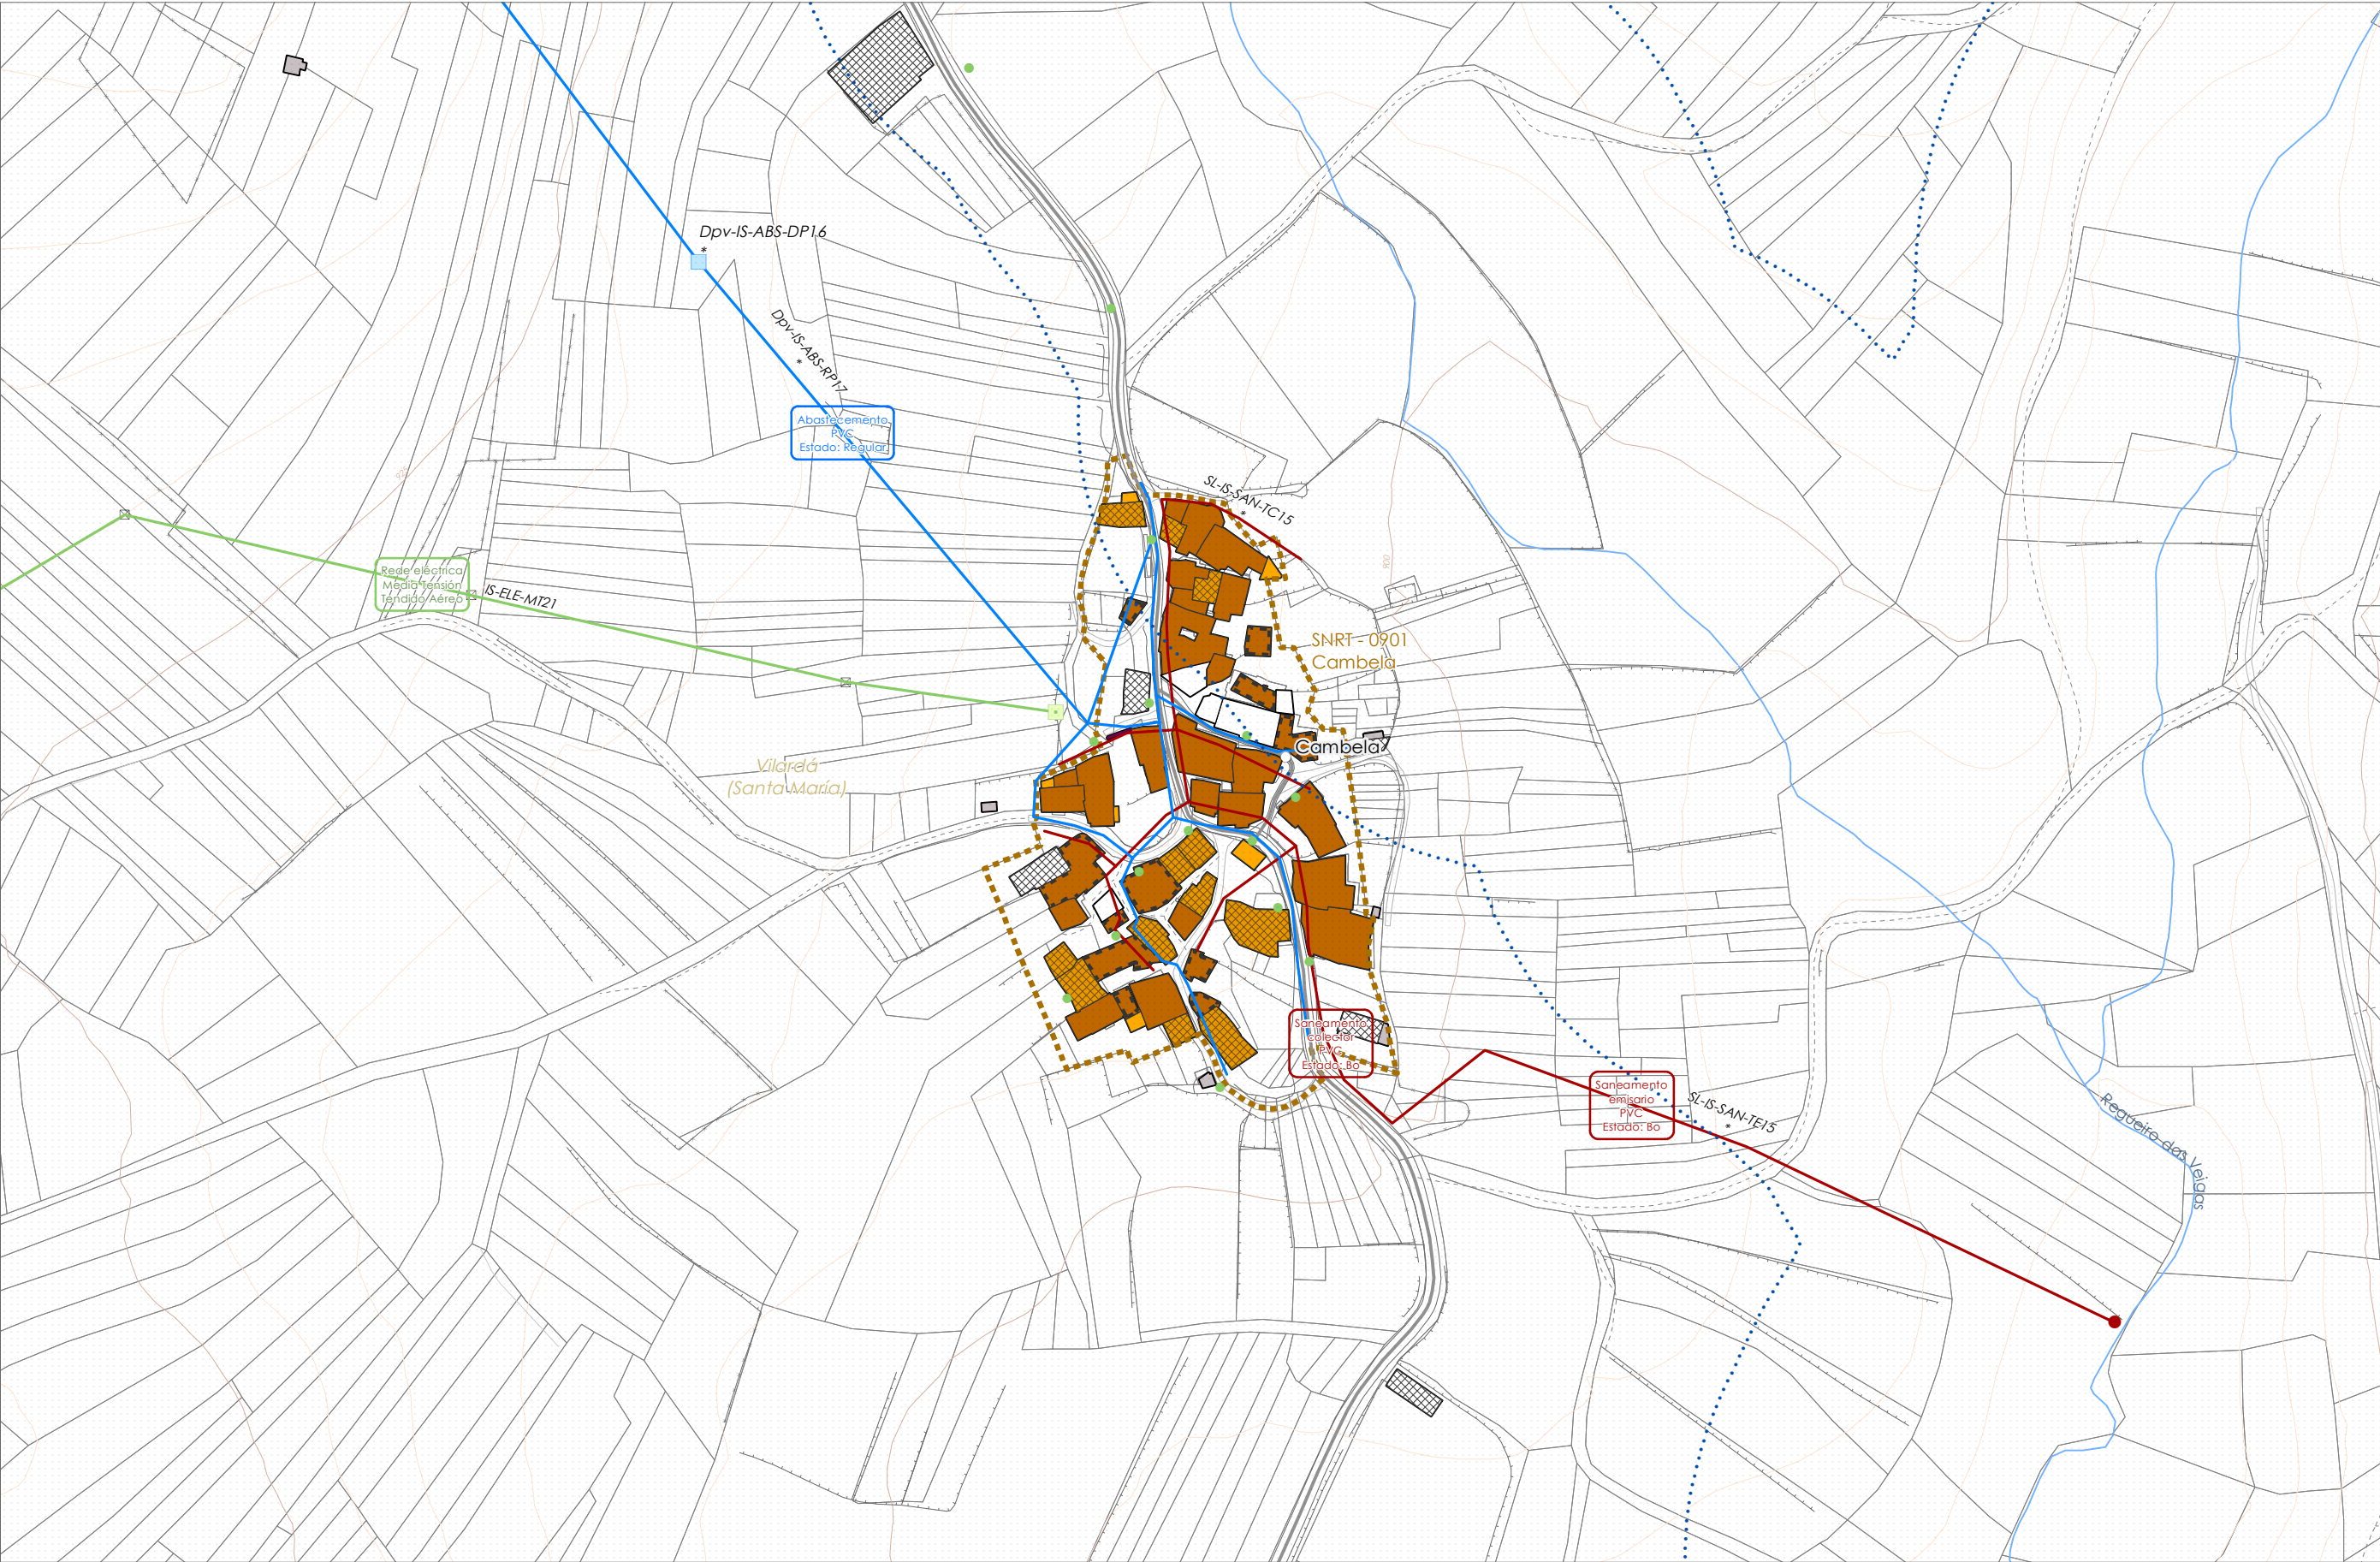 Dpv-IS-ABS-DP16
*
Dpv-IS-ABS-RP17
*
Abastecemento
PVC
Estado: Regular
925
SL-IS-SAN-TC15
*
900
Rede eléctrica
Media Tensión
Tendido Aéreo
IS-ELE-MT21
SNRT - 0901
Cambela
Cambela
Vilardá
(Santa María)
Saneamento
colector
PVC
Estado: Bo
Saneamento
emisario
PVC
Estado: Bo
SL-IS-SAN-TE15
*
Regueiro das Veigas